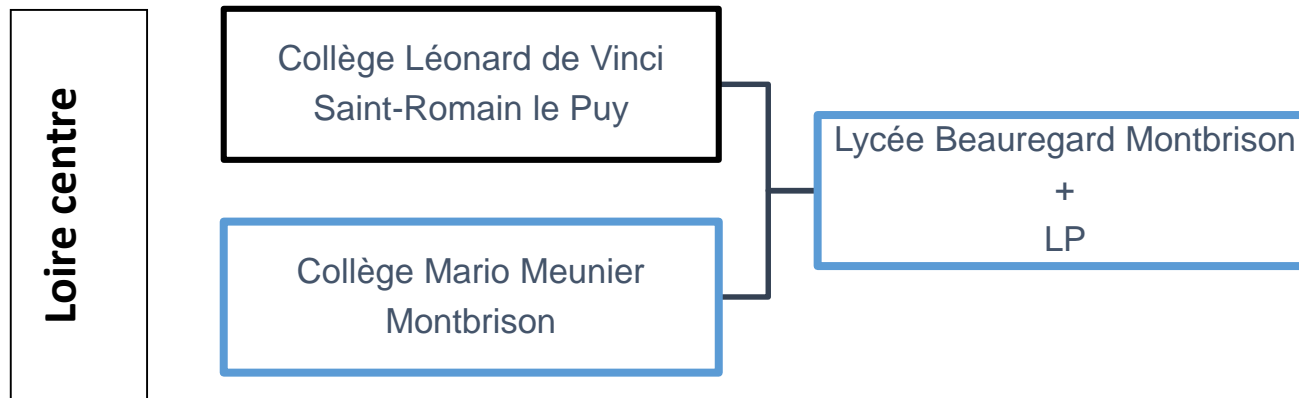 Loire centre
Collège Léonard de Vinci
Saint-Romain le Puy
Collège Mario Meunier
Montbrison
Lycée Beauregard Montbrison
+
LP